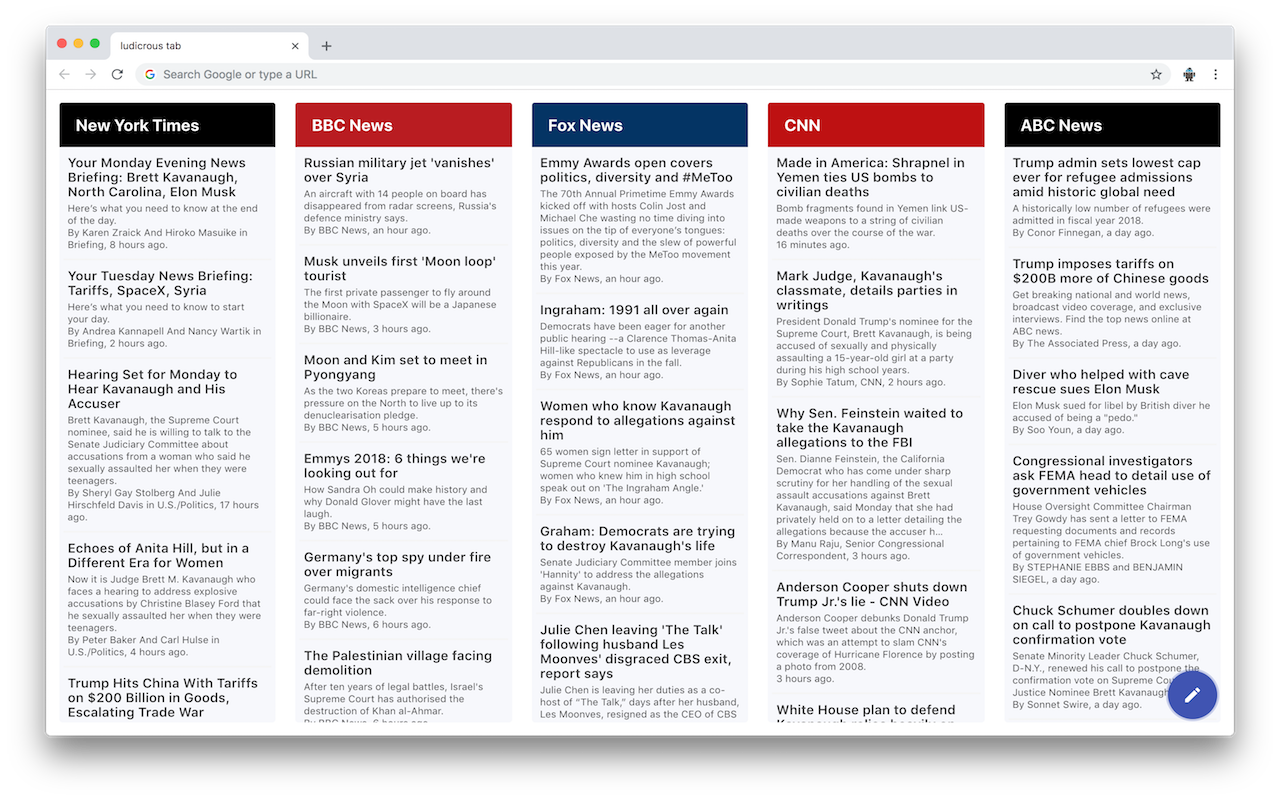 ludicrous tab
Search Google or type a URL
New York Times
Your Monday Evening News
Briefing: Brett Kavanaugh,
North Carolina, Elon Musk
Here's what you need to know at the end
of the day.
By Karen Zraick And Hiroko Masuike in
Briefing, 8 hours ago.
Your Tuesday News Briefing:
Tariffs, SpaceX, Syria
Here's what you need to know to start
your day.
By Andrea Kannapell And Nancy Wartik in
Briefing, 2 hours ago.
Hearing Set for Monday to
Hear Kavanaugh and His
Accuser
Brett Kavanaugh, the Supreme Court
nominee, said he is willing to talk to the
Senate Judiciary Committee about
accusations from a woman who said he
sexually assaulted her when they were
teenagers.
By Sheryl Gay Stolberg And Julie
Hirschfeld Davis in U.S./Politics, 17 hours
ago.
Echoes of Anita Hill, but in a
Different Era for Women
Now it is Judge Brett M. Kavanaugh who
faces a hearing to address explosive
accusations by Christine Blasey Ford that
he sexually assaulted her when they were
teenagers.
By Peter Baker And Carl Hulse in
U.S./Politics, 4 hours ago.
Trump Hits China With Tariffs
on $200 Billion in Goods,
Escalating Trade War
BBC News
Russian military jet 'vanishes'
over Syria
An aircraft with 14 people on board has
disappeared from radar screens, Russia's
defence ministry says.
By BBC News, an hour ago.
Musk unveils first 'Moon loop'
tourist
The first private passenger to fly around
the Moon with SpaceX will be a Japanese
billionaire.
By BBC News, 3 hours ago.
Moon and Kim set to meet in
Pyongyang
As the two Koreas prepare to meet, there's
pressure on the North to live up to its
denuclearisation pledge.
By BBC News, 5 hours ago.
Emmys 2018: 6 things we're
looking out for
How Sandra Oh could make history and
why Donald Glover might have the last
laugh.
By BBC News, 5 hours ago.
Germany's top spy under fire
over migrants
Germany's domestic intelligence chief
could face the sack over his response to
far-right violence.
By BBC News, 6 hours ago.
The Palestinian village facing
demolition
After ten years of legal battles, Israel's
Supreme Court has authorised the
destruction of Khan al-Ahmar.
By BBC News, 6 hours ago.
Fox News
Emmy Awards open covers
politics, diversity and #MeToo
The 70th Annual Primetime Emmy Awards
kicked off with hosts Colin Jost and
Michael Che wasting no time diving into
issues on the tip of everyone's tongues:
politics, diversity and the slew of powerful
people exposed by the MeToo movement
this year.
By Fox News, an hour ago.
Ingraham: 1991 all over again
Democrats have been eager for another
public hearing --a Clarence Thomas-Anita
Hill-like spectacle to use as leverage
against Republicans in the fall.
By Fox News, an hour ago.
Women who know Kavanaugh
respond to allegations against
him
65 women sign letter in support of
Supreme Court nominee Kavanaugh;
women who knew him in high school
speak out on 'The Ingraham Angle.'
By Fox News, an hour ago.
Graham: Democrats are trying
to destroy Kavanaugh's life
Senate Judiciary Committee member joins
'Hannity' to address the allegations
against Kavanaugh.
By Fox News, an hour ago.
Julie Chen leaving 'The Talk'
following husband Les
Moonves' disgraced CBS exit,
report says
Julie Chen is leaving her duties as a co-
host of "The Talk," days after her husband,
Les Moonves, resigned as the CEO of CBS
CNN
Made in America: Shrapnel in
Yemen ties US bombs to
civilian deaths
Bomb fragments found in Yemen link US-
made weapons to a string of civilian
deaths over the course of the war.
16 minutes ago.
Mark Judge, Kavanaugh's
classmate, details parties in
writings
President Donald Trump's nominee for the
Supreme Court, Brett Kavanaugh, is being
accused of sexually and physically
assaulting a 15-year-old girl at a party
during his high school years.
By Sophie Tatum, CNN, 2 hours ago.
Why Sen. Feinstein waited to
take the Kavanaugh
allegations to the FBI
Sen. Dianne Feinstein, the California
Democrat who has come under sharp
scrutiny for her handling of the sexual
assault accusations against Brett
Kavanaugh, said Monday that she had
privately held on to a letter detailing the
allegations because the accuser h...
By Manu Raju, Senior Congressional
Correspondent, 3 hours ago.
Anderson Cooper shuts down
Trump Jr.'s lie - CNN Video
Anderson Cooper debunks Donald Trump
Jr.'s false tweet about the CNN anchor,
which was an attempt to slam CNN's
coverage of Hurricane Florence by posting
a photo from 2008.
3 hours ago.
White House plan to defend
Kavanaugh relies heavily on
ABC News
Trump admin sets lowest cap
ever for refugee admissions
amid historic global need
A historically low number of refugees were
admitted in fiscal year 2018.
By Conor Finnegan, a day ago.
Trump imposes tariffs on
$200B more of Chinese goods
Get breaking national and world news,
broadcast video coverage, and exclusive
interviews. Find the top news online at
ABC news.
By The Associated Press, a day ago.
Diver who helped with cave
rescue sues Elon Musk
Elon Musk sued for libel by British diver he
accused of being a "pedo."
By Soo Youn, a day ago.
Congressional investigators
ask FEMA head to detail use of
government vehicles
House Oversight Committee Chairman
Trey Gowdy has sent a letter to FEMA
requesting documents and records
pertaining to FEMA chief Brock Long's use
of government vehicles.
By STEPHANIE EBBS and BENJAMIN
SIEGEL, a day ago.
Chuck Schumer doubles down
on call to postpone Kavanaugh
confirmation vote
Senate Minority Leader Chuck Schumer,
D-N.Y., renewed his call to postpone the
confirmation vote on Supreme
Justice Nominee Brett Kavanaugh
By Sonnet Swire, a day ago.